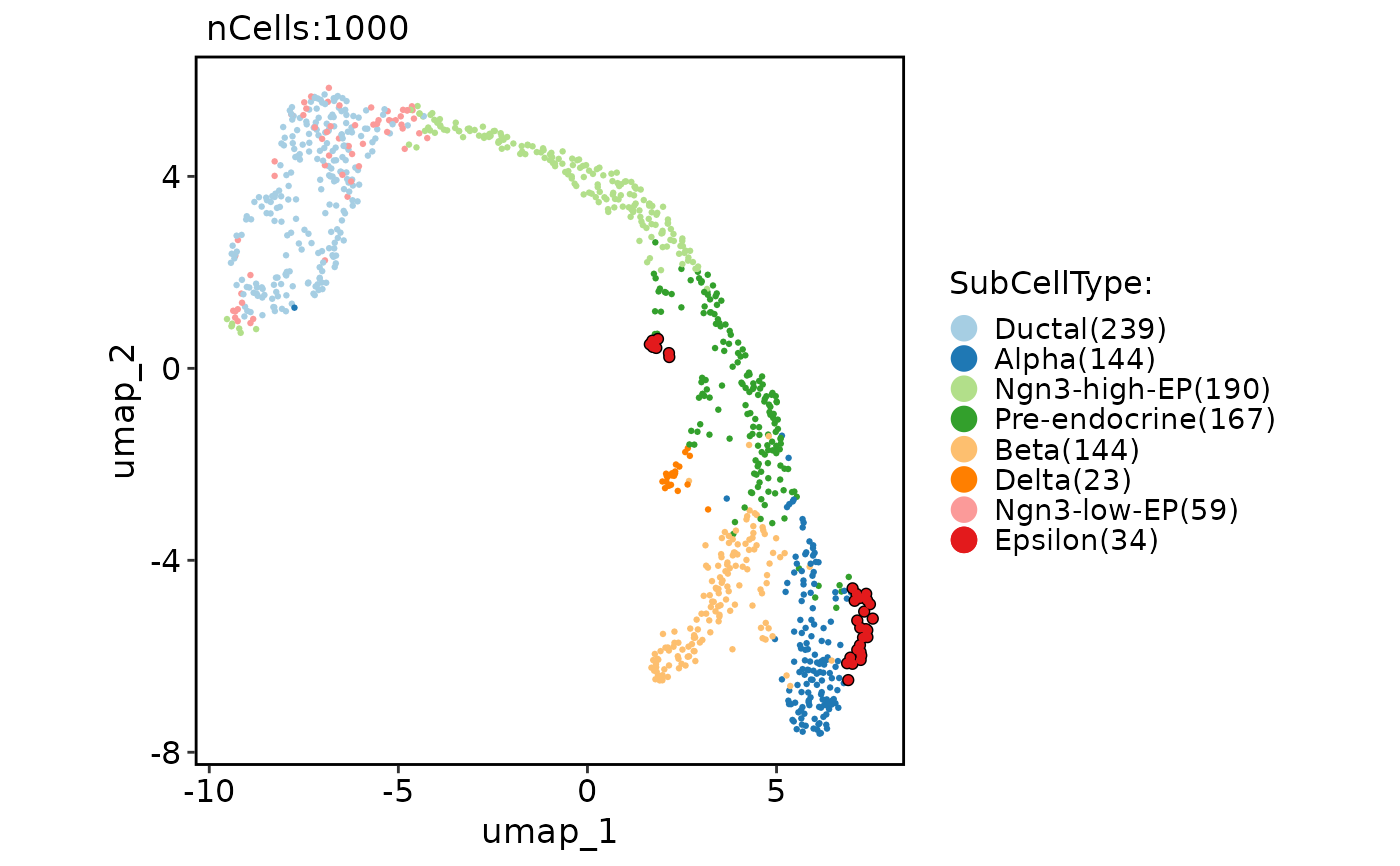 nCells:1000
4
0
-4
-8
-10
-5
0
5
umap_1
umap_2
SubCellType:
Ductal(239)
Alpha(144)
Ngn3-high-EP(190)
Pre-endocrine(167)
Beta(144)
Delta(23)
Ngn3-low-EP(59)
Epsilon(34)